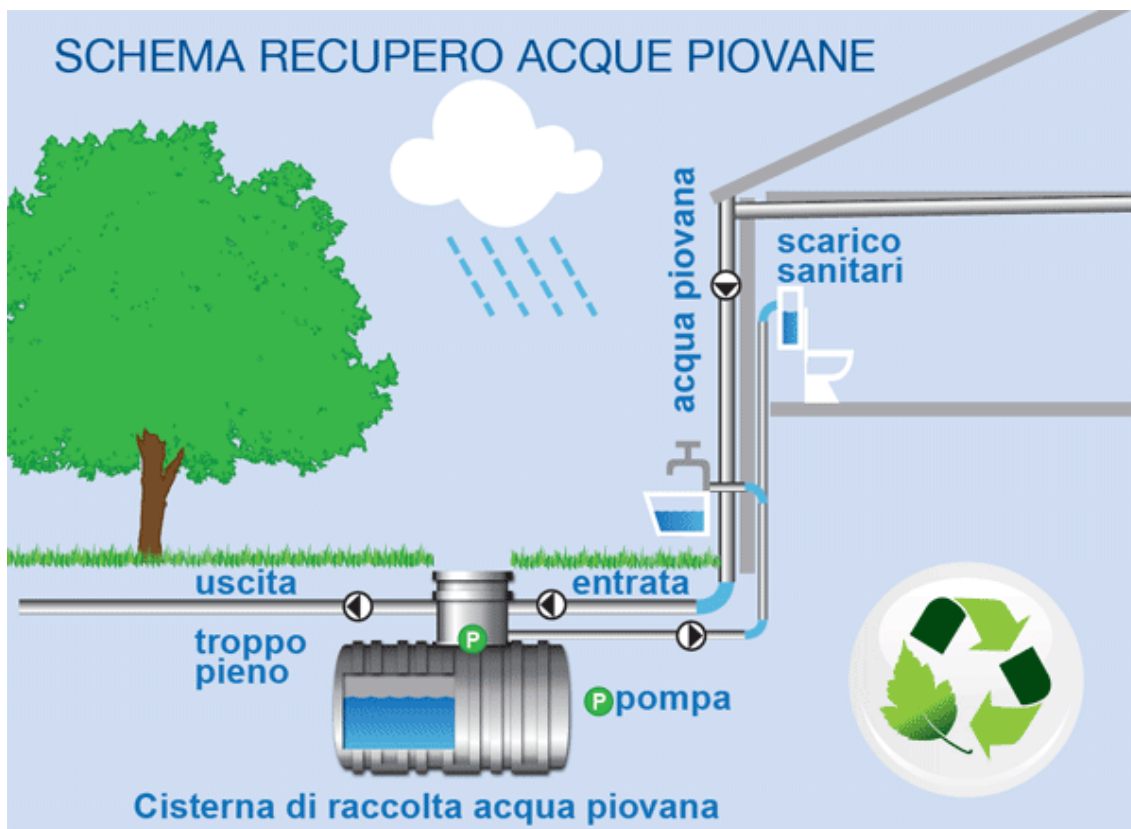 SCHEMA RECUPERO ACQUE PIOVANE
acqua piovana
scarico
sanitari
uscita
entrata
troppo
pieno
P
P pompa
Cisterna di raccolta acqua piovana